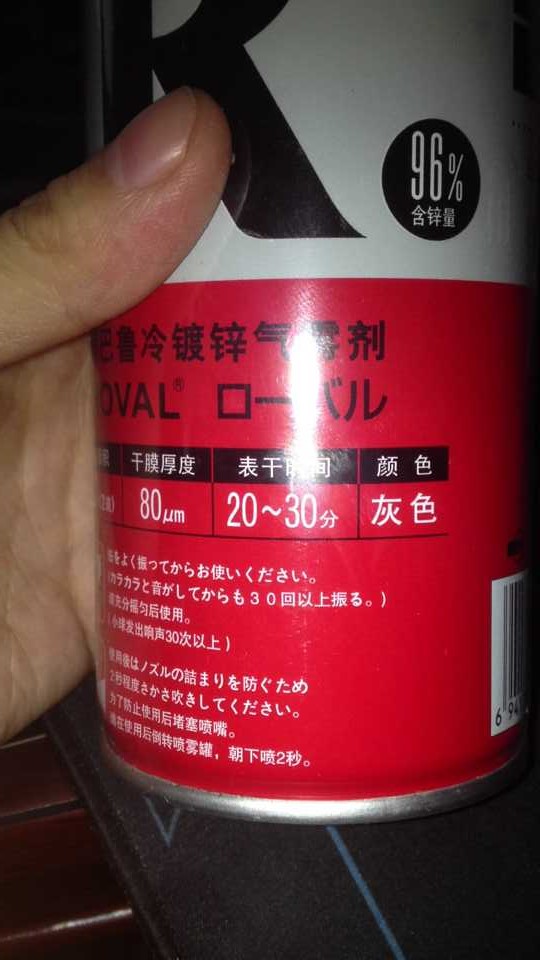 R
96%
含锌量
巴鲁冷镀锌气雾剂
OVAL® ローバル
积 干膜厚度 表干时间 颜色
80μm 20~30分 灰色
をよく振ってからお使いください。
(カラカラと音がしてからも30回以上振る。)
充分摇匀后使用。
(小球发出响声30次以上)
使用後はノズルの詰まりを防ぐため
2秒程度さかさ吹きしてください。
为了防止使用后堵塞喷嘴。
请在使用后倒转喷雾罐，朝下喷2秒。
6 94